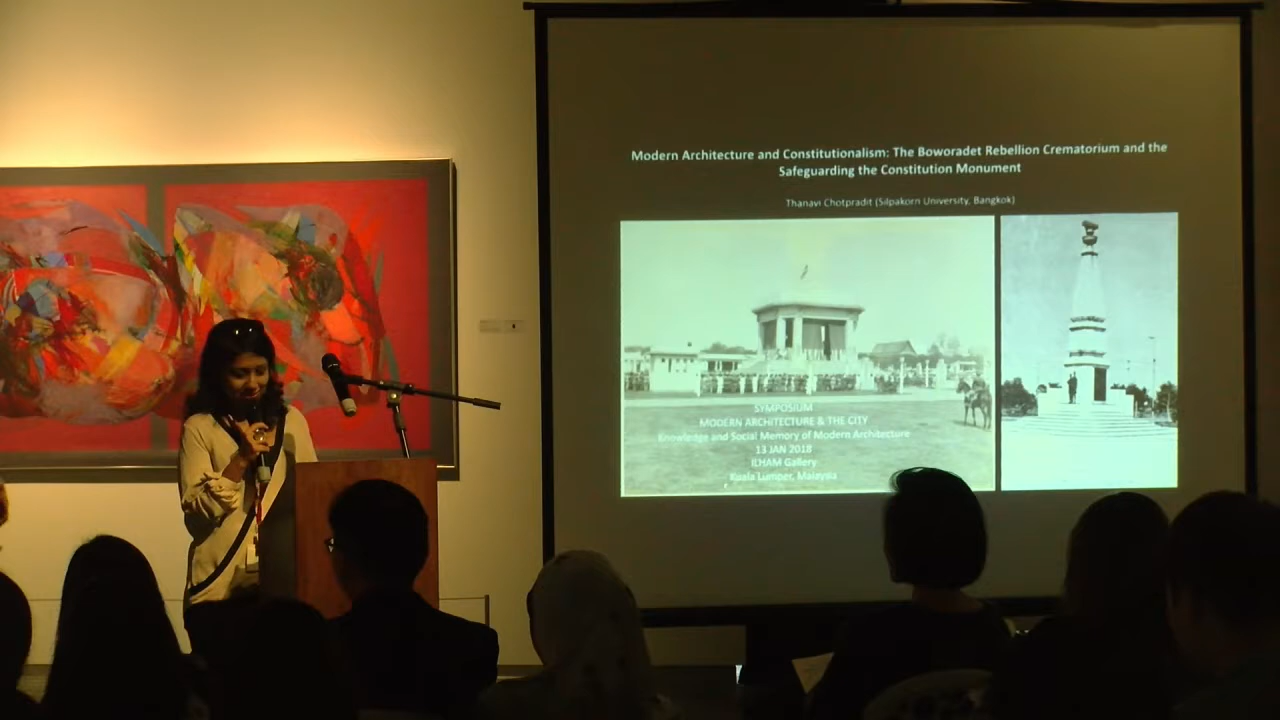 Modern Architecture and Constitutionalism: The Boworadet Rebellion Crematorium and the
Safeguarding the Constitution Monument
Thanavi Chotpradit (Silpakorn University, Bangkok)
SYMPOSIUM
MODERN ARCHITECTURE & THE CITY
Knowledge and Social Memory of Modern Architecture
13 JAN 2018
ILHAM Gallery
Kuala Lumper, Malaysia